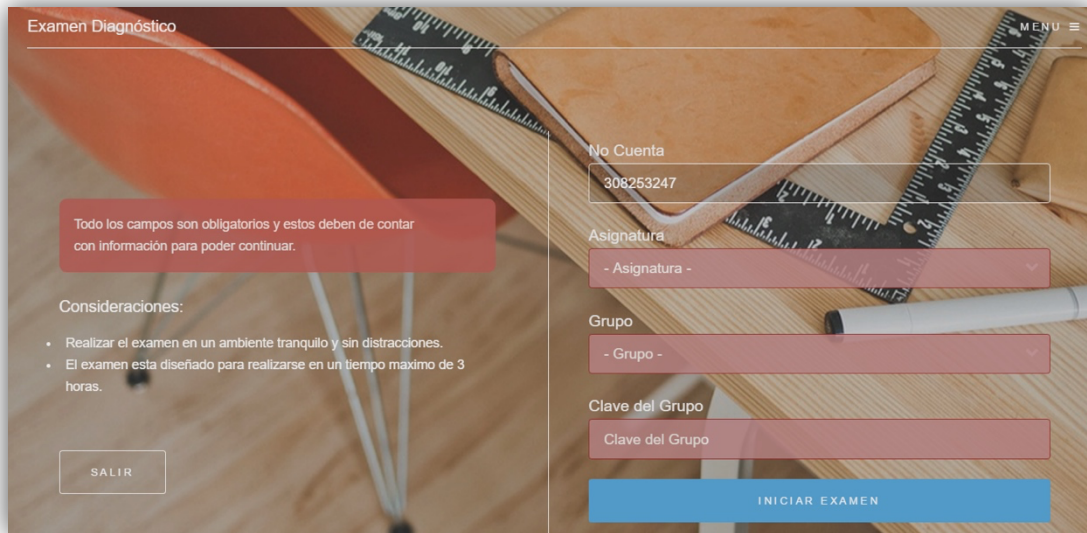 Examen Diagnóstico
MENU
Todo los campos son obligatorios y estos deben de contar
con información para poder continuar.
Consideraciones:
Realizar el examen en un ambiente tranquilo y sin distracciones.
El examen esta diseñado para realizarse en un tiempo maximo de 3
horas.
SALIR
No Cuenta
308253247
Asignatura
- Asignatura -
Grupo
- Grupo -
Clave del Grupo
Clave del Grupo
INICIAR EXAMEN